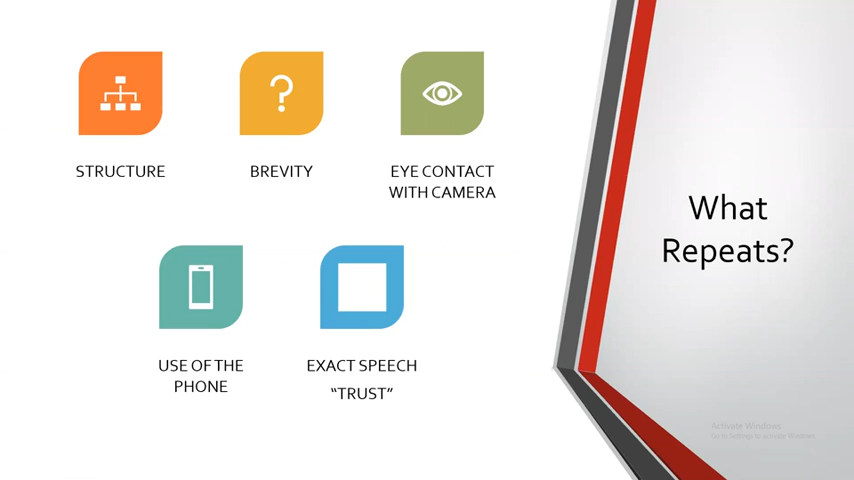 STRUCTURE
BREVITY
EYE CONTACT
WITH CAMERA
USE OF THE
PHONE
EXACT SPEECH
“TRUST”
What
Repeats?
Activate Windows
Go to Settings to activate Windows.